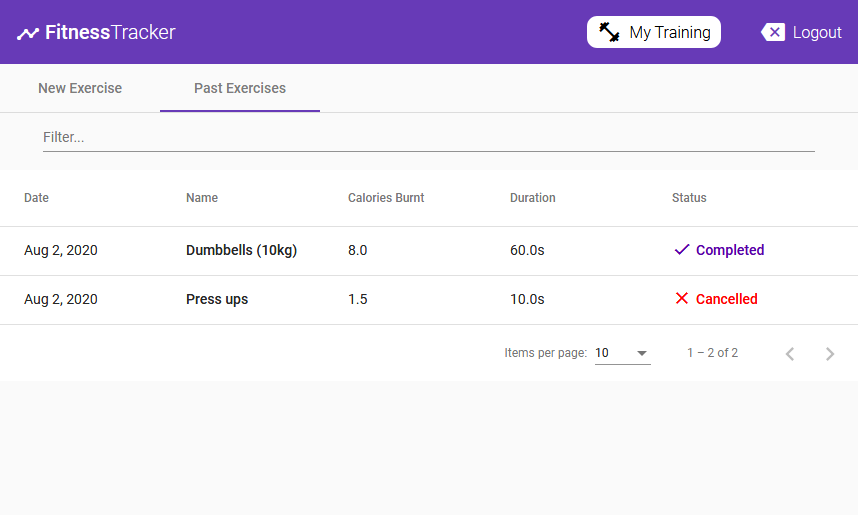 FitnessTracker My Training Logout
New Exercise Past Exercises
Filter...
Date Name Calories Burnt Duration Status
Aug 2, 2020 Dumbbells (10kg) 8.0 60.0s Completed
Aug 2, 2020 Press ups 1.5 10.0s Cancelled
Items per page: 10 1 – 2 of 2